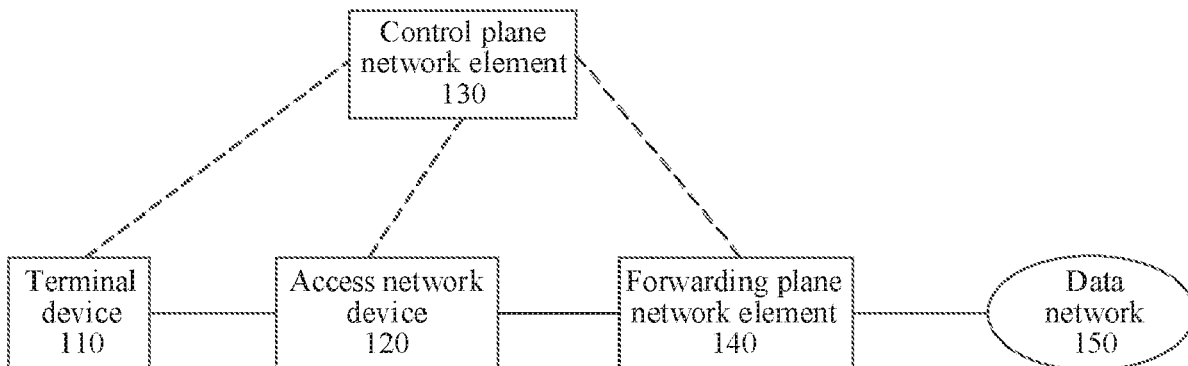 Control plane
network element
130
Terminal
device
110
Access network
device
120
Forwarding plane
network element
140
Data
network
150